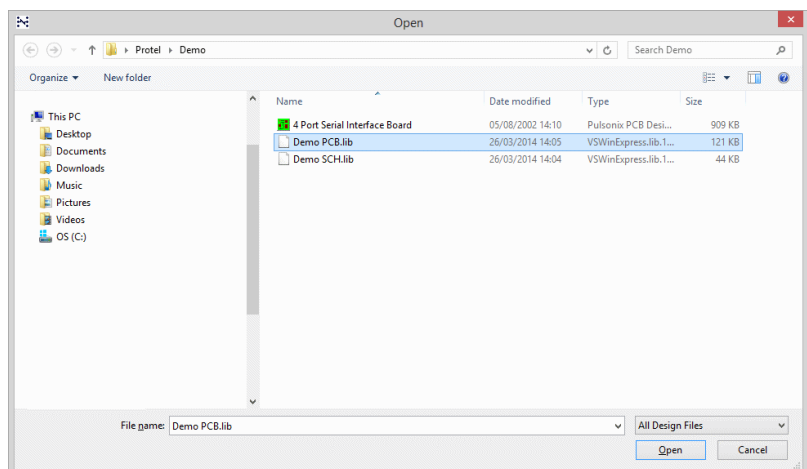 Open
Protel Demo
Search Demo
Organize New folder
Name Date modified Type Size
This PC
Desktop
Documents
Downloads
Music
Pictures
Videos
OS (C:)
4 Port Serial Interface Board 05/08/2002 14:10 Pulsonix PCB Desi... 909 KB
Demo PCB.lib 26/03/2014 14:05 VSWinExpress.lib.1... 121 KB
Demo SCH.lib 26/03/2014 14:04 VSWinExpress.lib.1... 44 KB
File name: Demo PCB.lib All Design Files
Open Cancel